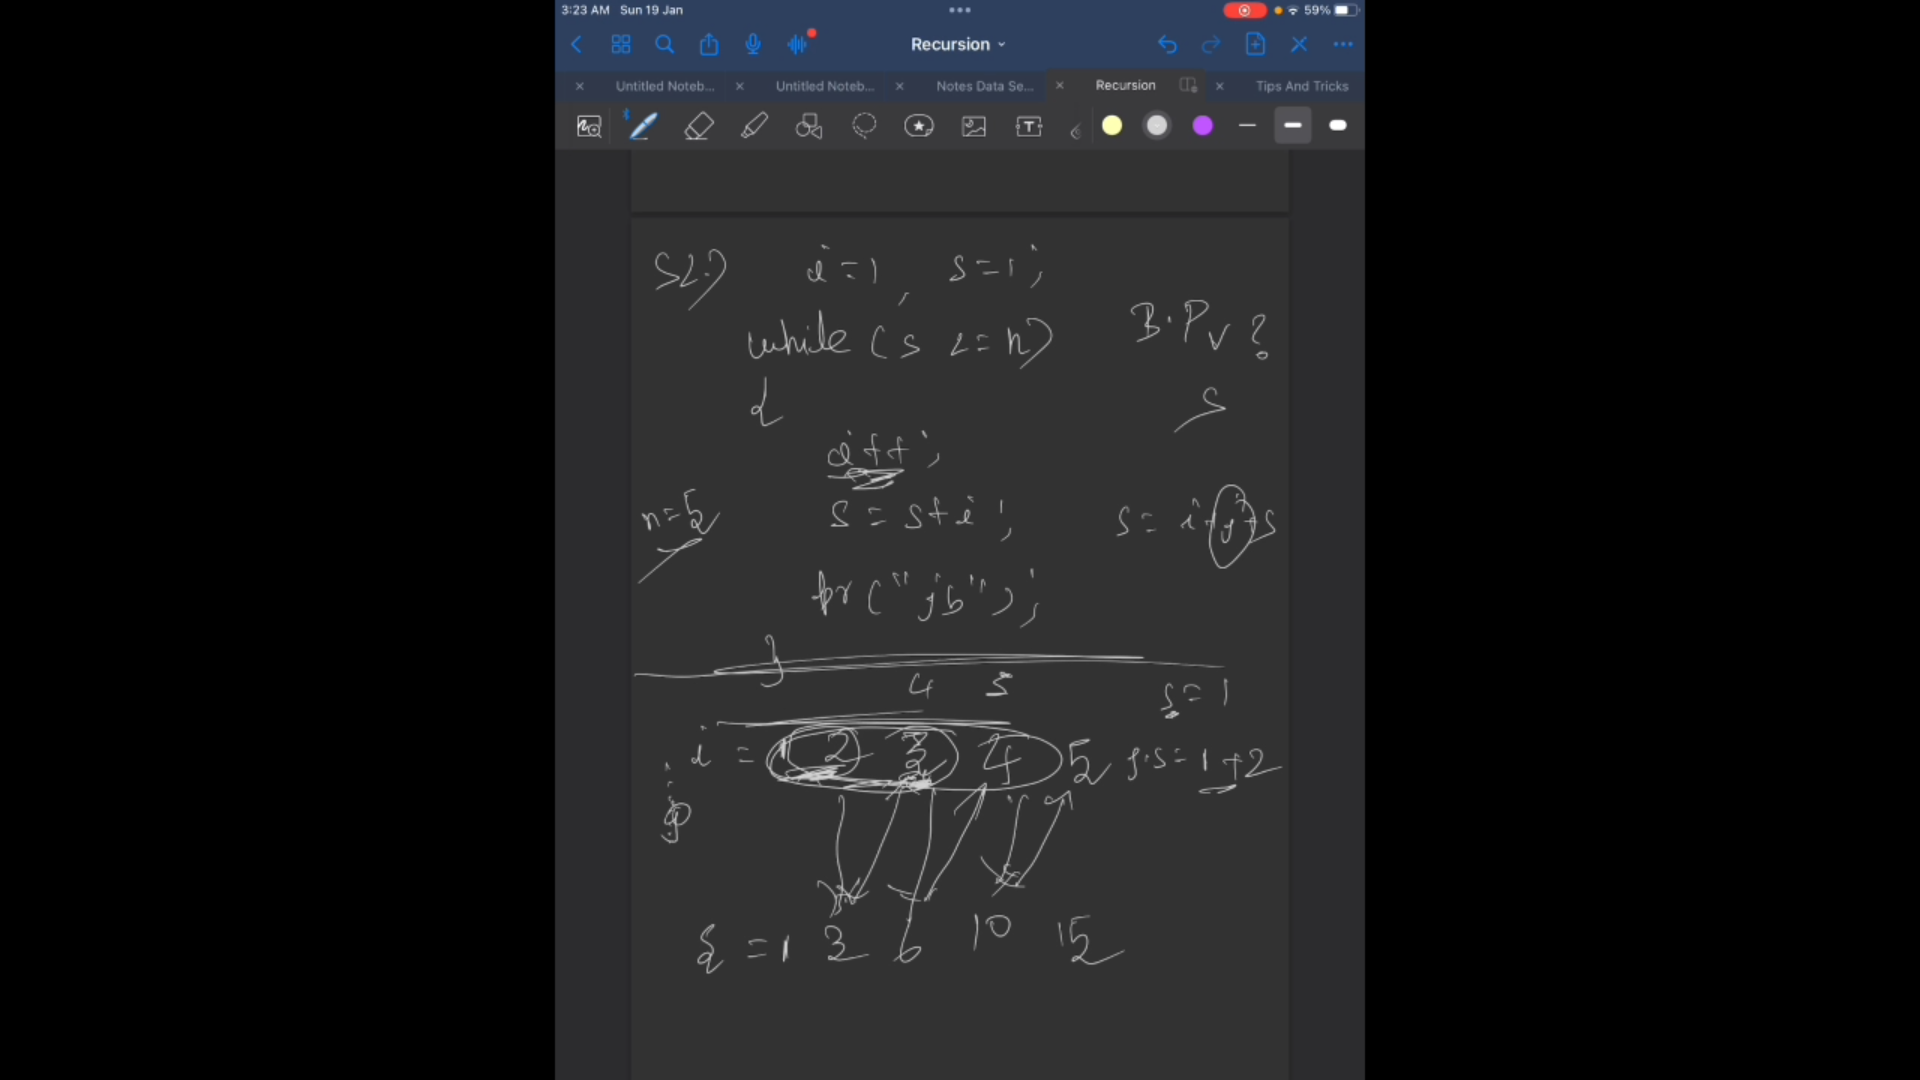 3:23 AM Sun 19 Jan
59%
Recursion
Untitled Noteb... Untitled Noteb... Notes Data Se... Recursion Tips And Tricks
S2.) i=1, s=1;
while (s <= n)
B.Pv ?
{
S
i++;
n=5
s = s+i;
s = i+j+s
pr("jb");
}
4 5
s=1
i = 1 2 3 4 5
s=1+2
s = 1 3 6 10 15